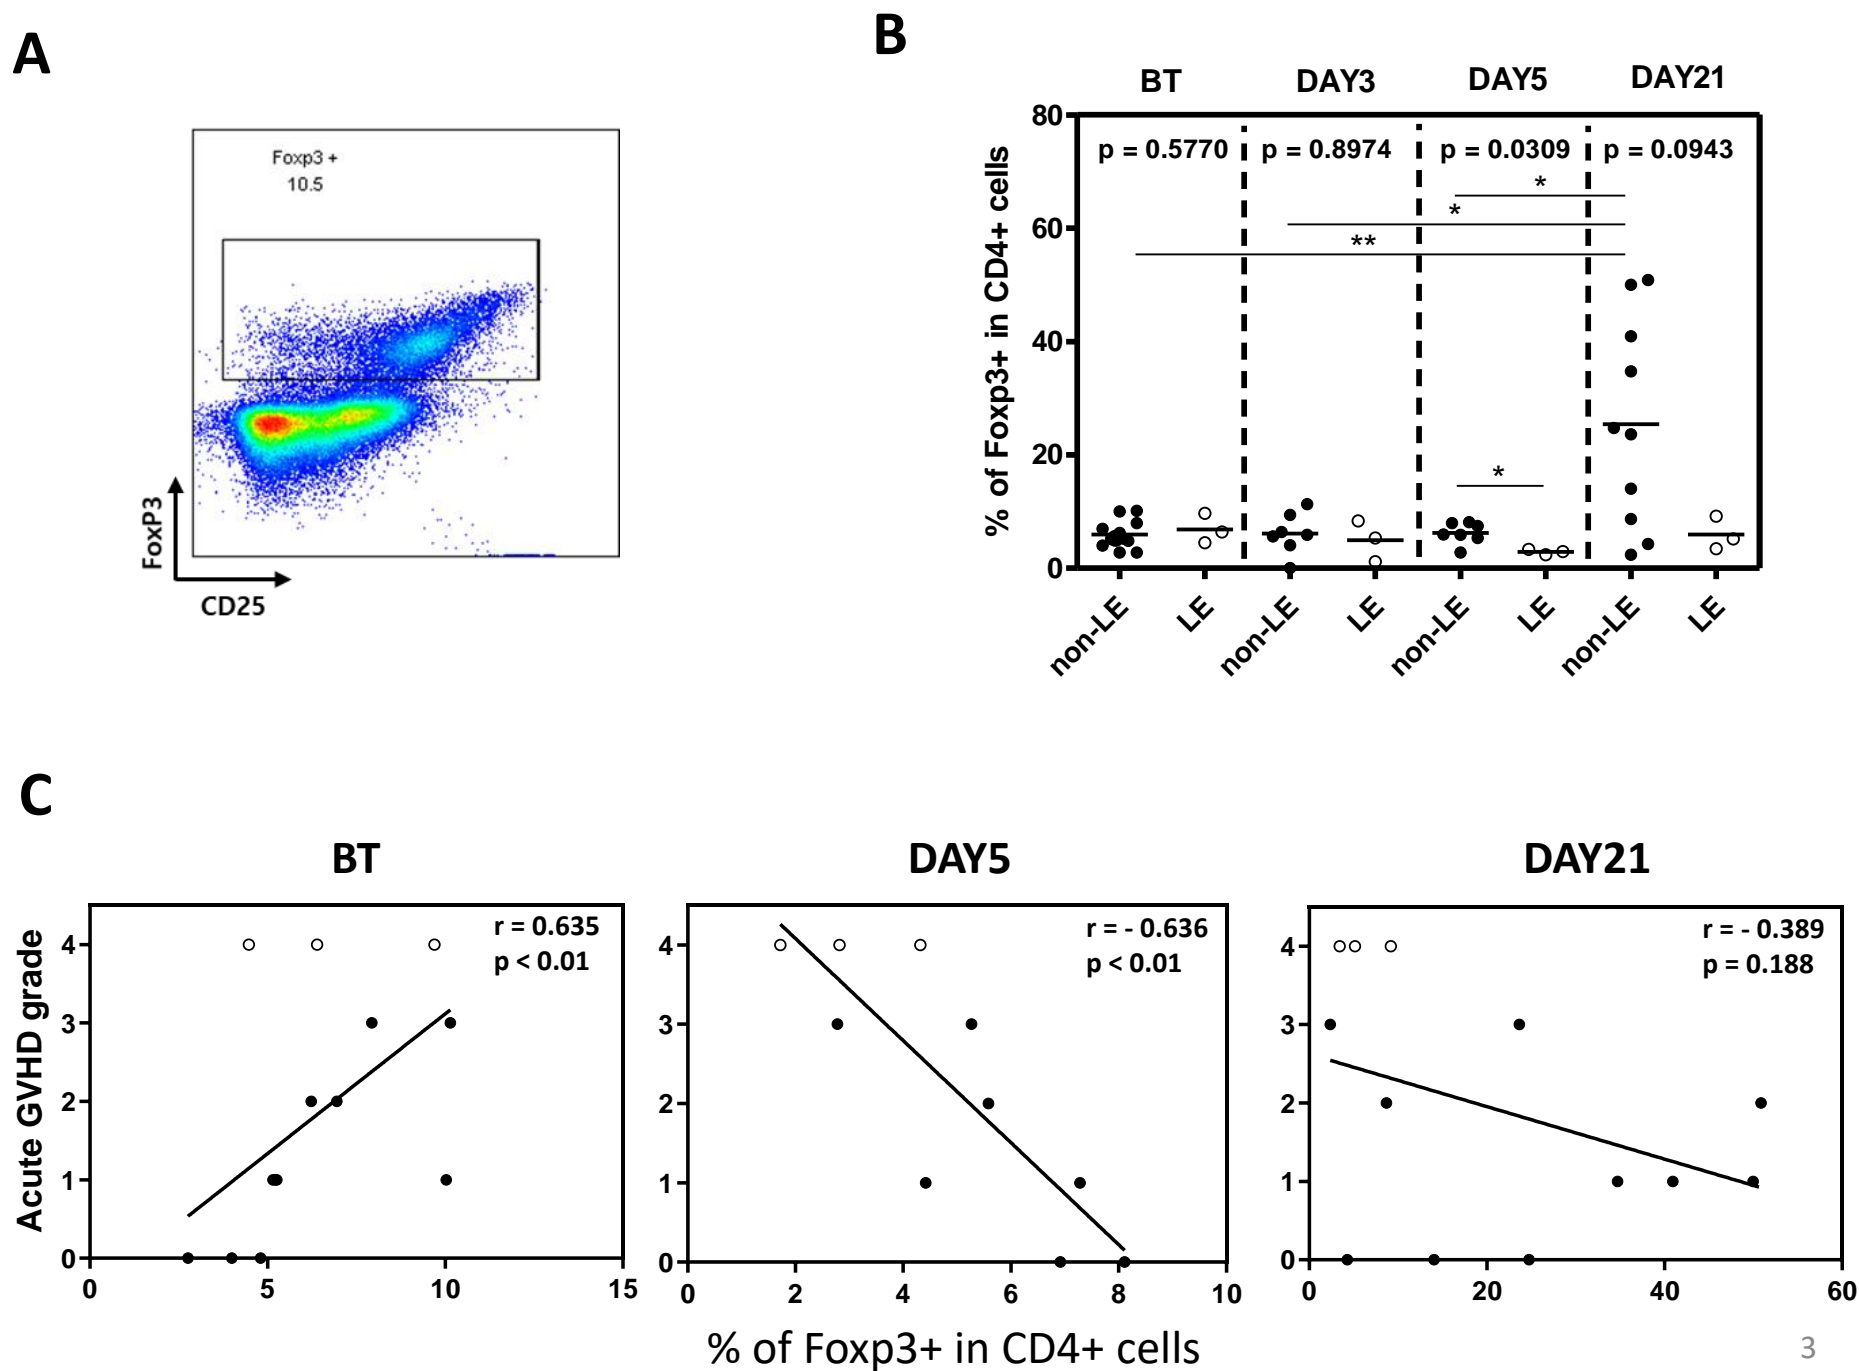 A
B
Foxp3 +
10.5
FoxP3
CD25
BT DAY3 DAY5 DAY21
% of Foxp3+ in CD4+ cells
80
60
40
20
0
p = 0.5770 p = 0.8974 p = 0.0309 p = 0.0943
*
*
**
*
non-LE LE non-LE LE non-LE LE non-LE LE
C
BT DAY5 DAY21
Acute GVHD grade
r = 0.635
p < 0.01
4
3
2
1
0
0 5 10 15
r = - 0.636
p < 0.01
4
3
2
1
0
0 2 4 6 8 10
r = - 0.389
p = 0.188
4
3
2
1
0
0 20 40 60
% of Foxp3+ in CD4+ cells
3